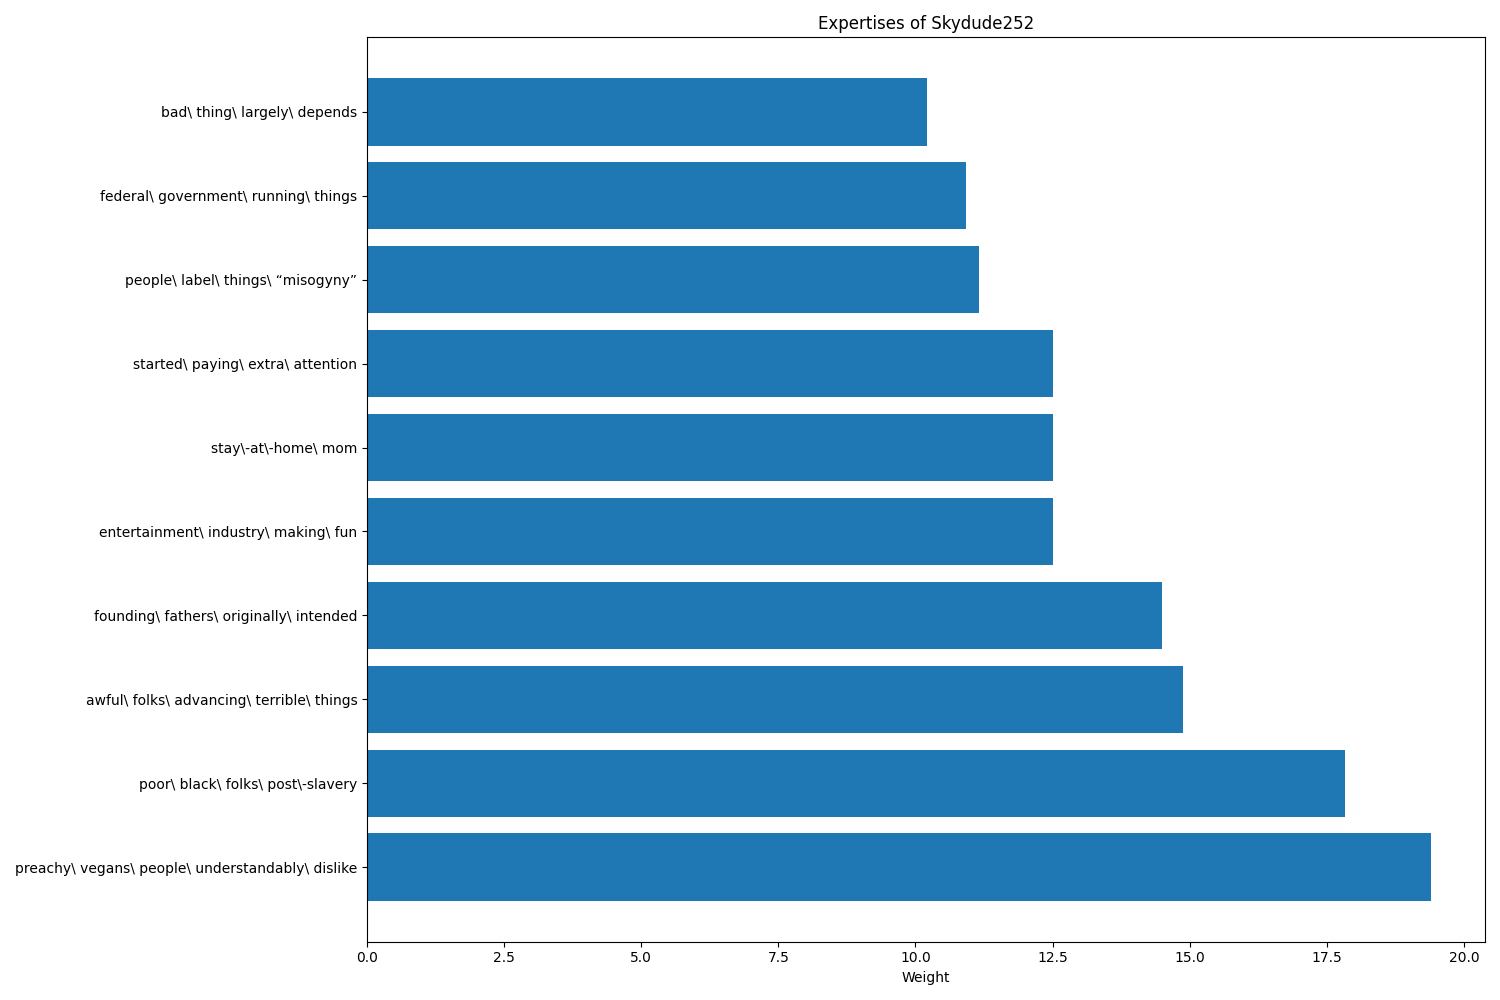 Expertises of Skydude252
bad\ thing\ largely\ depends
federal\ government\ running\ things
people\ label\ things\ “misogyny”
started\ paying\ extra\ attention
stay\-at\-home\ mom
entertainment\ industry\ making\ fun
founding\ fathers\ originally\ intended
awful\ folks\ advancing\ terrible\ things
poor\ black\ folks\ post\-slavery
preachy\ vegans\ people\ understandably\ dislike
0.0 2.5 5.0 7.5 10.0 12.5 15.0 17.5 20.0
Weight